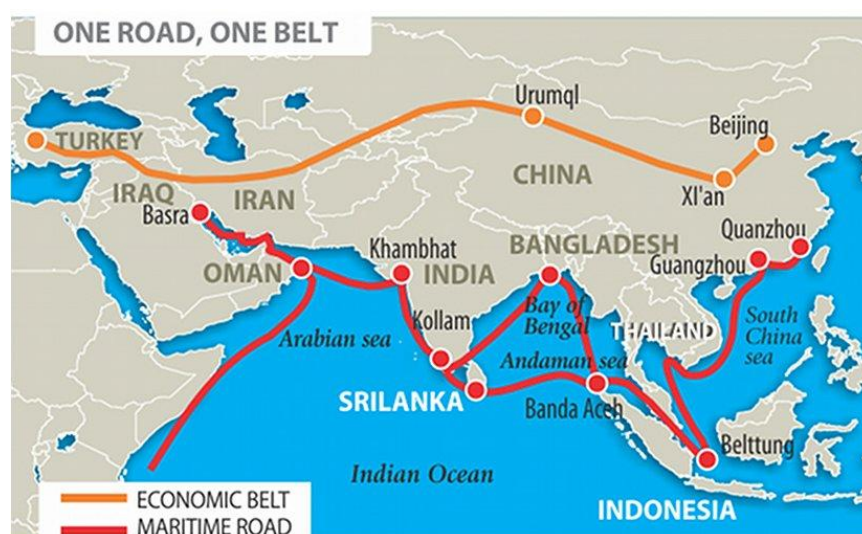 ONE ROAD, ONE BELT
Urumql
Beijing
TURKEY
CHINA
XI'an
IRAQ
IRAN
Basra
Quanzhou
Khambhat
BANGLADESH
Guangzhou
OMAN
INDIA
Bay of
Bengal
South
China
sea
Kollam
THAILAND
Arabian sea
Andaman sea
SRILANKA
Banda Aceh
Belttung
Indian Ocean
INDONESIA
ECONOMIC BELT
MARITIME ROAD